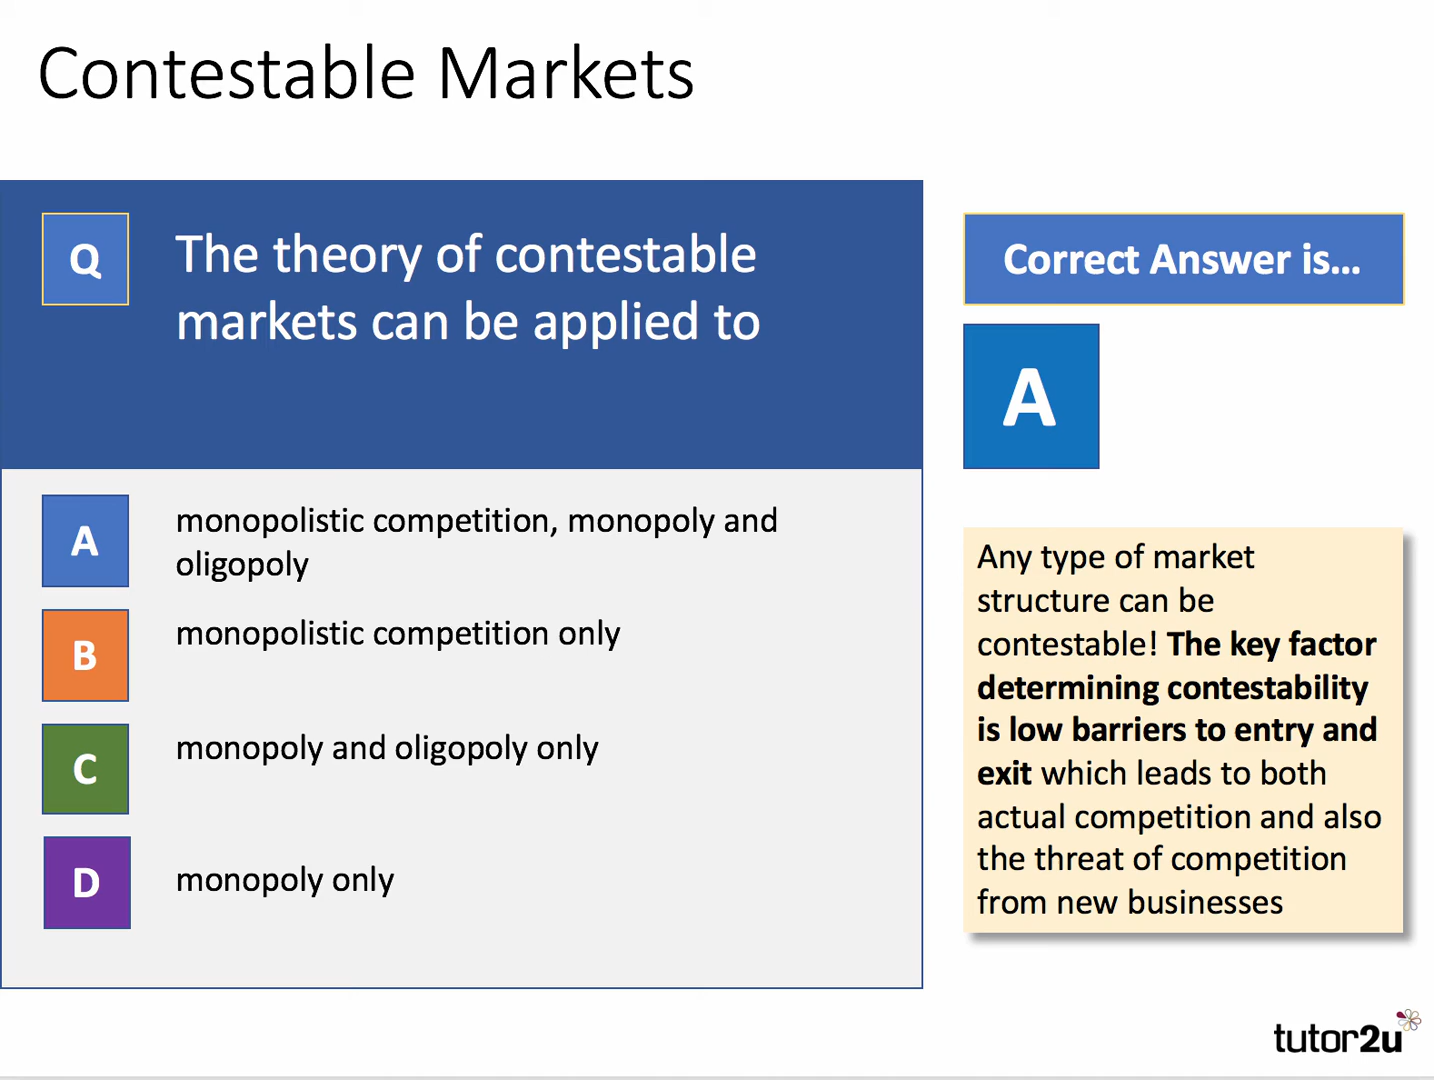 Contestable Markets
Q
The theory of contestable
markets can be applied to
A
monopolistic competition, monopoly and
oligopoly
B
monopolistic competition only
C
monopoly and oligopoly only
D
monopoly only
Correct Answer is...
A
Any type of market
structure can be
contestable! The key factor
determining contestability
is low barriers to entry and
exit which leads to both
actual competition and also
the threat of competition
from new businesses
tutor2u